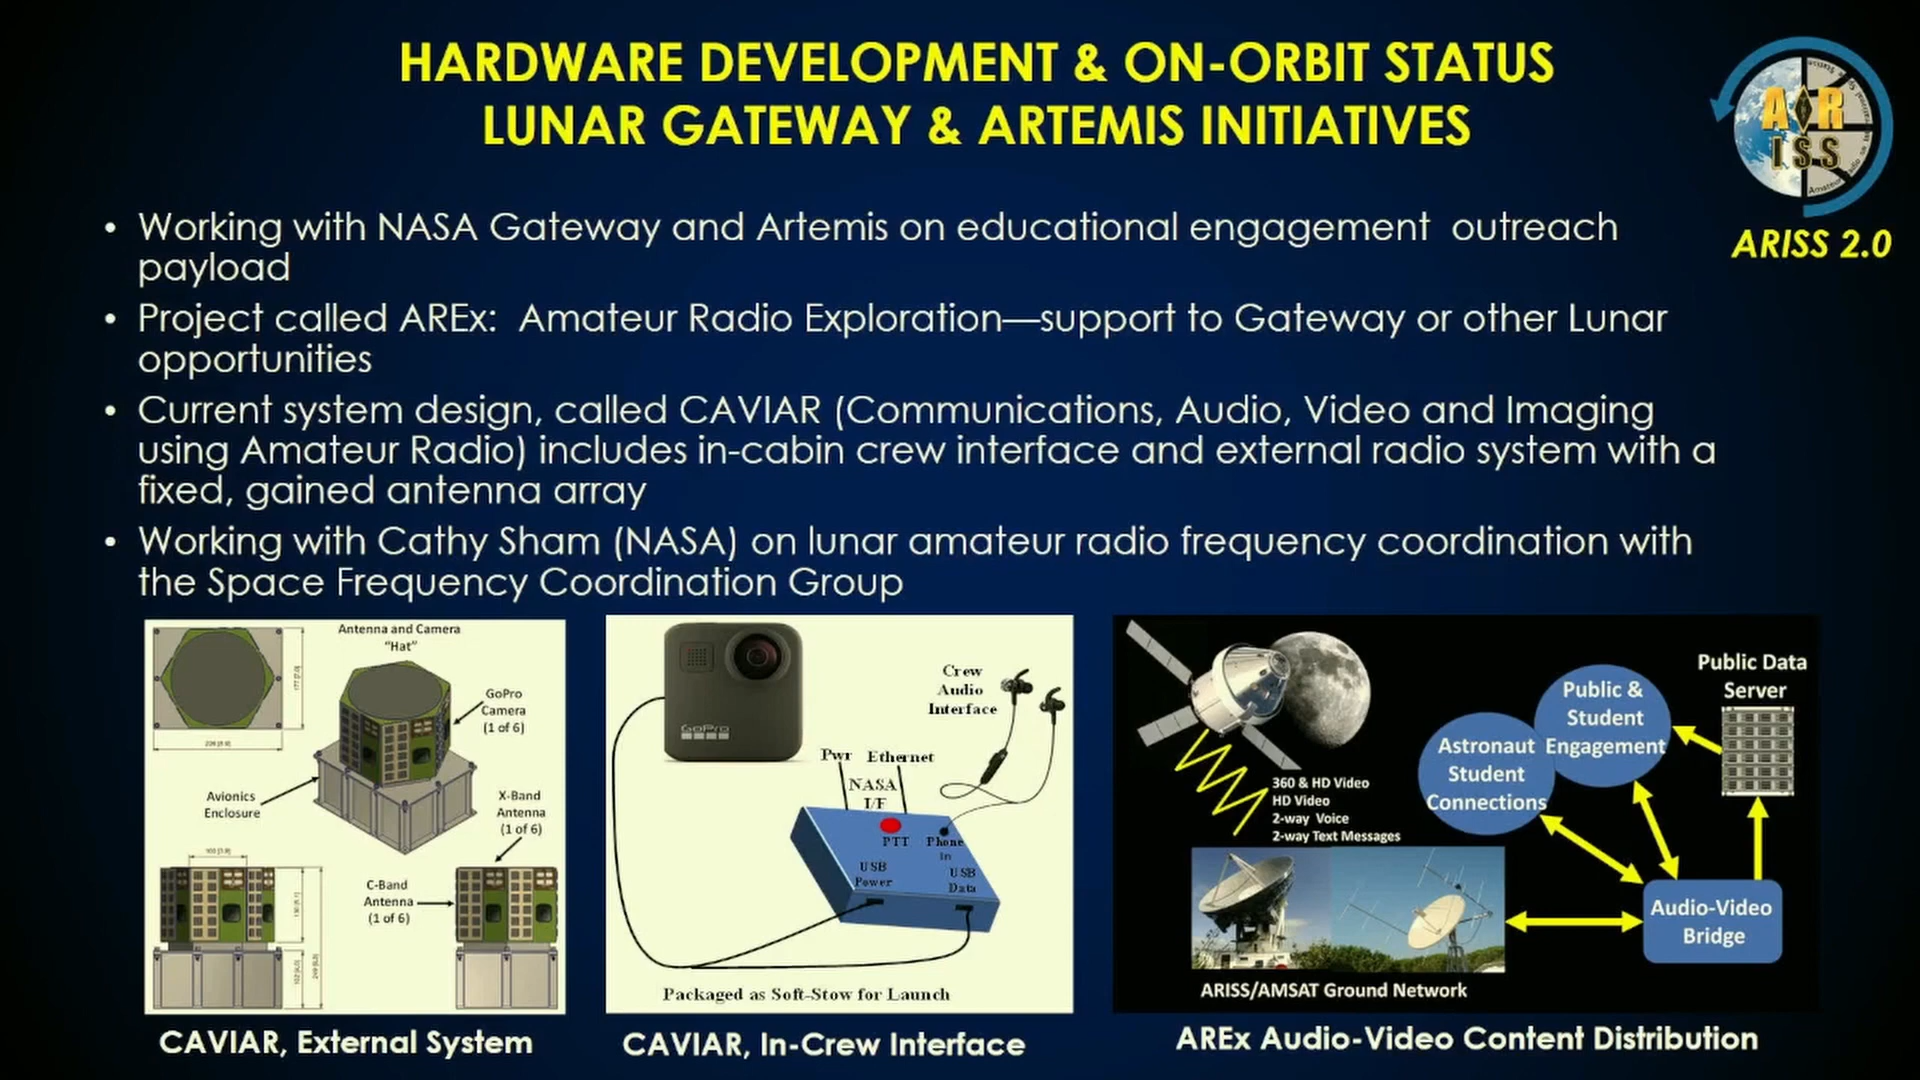 HARDWARE DEVELOPMENT & ON-ORBIT STATUS
LUNAR GATEWAY & ARTEMIS INITIATIVES
A R
ISS
ARISS 2.0
• Working with NASA Gateway and Artemis on educational engagement outreach
payload
• Project called AREx: Amateur Radio Exploration—support to Gateway or other Lunar
opportunities
• Current system design, called CAVIAR (Communications, Audio, Video and Imaging
using Amateur Radio) includes in-cabin crew interface and external radio system with a
fixed, gained antenna array
• Working with Cathy Sham (NASA) on lunar amateur radio frequency coordination with
the Space Frequency Coordination Group
Antenna and Camera
"Hat"
GoPro
Camera
(1 of 6)
Avionics
Enclosure
X-Band
Antenna
(1 of 6)
C-Band
Antenna
(1 of 6)
CAVIAR, External System
GoPro
Crew
Audio
Interface
Pwr Ethernet
NASA
I/F
PTT
Phone
in
USB
Power
USB
Data
Packaged as Soft-Stow for Launch
CAVIAR, In-Crew Interface
360 & HD Video
HD Video
2-way Voice
2-way Text Messages
Public &
Student
Engagement
Astronaut
Student
Connections
Public Data
Server
Audio-Video
Bridge
ARISS/AMSAT Ground Network
AREx Audio-Video Content Distribution